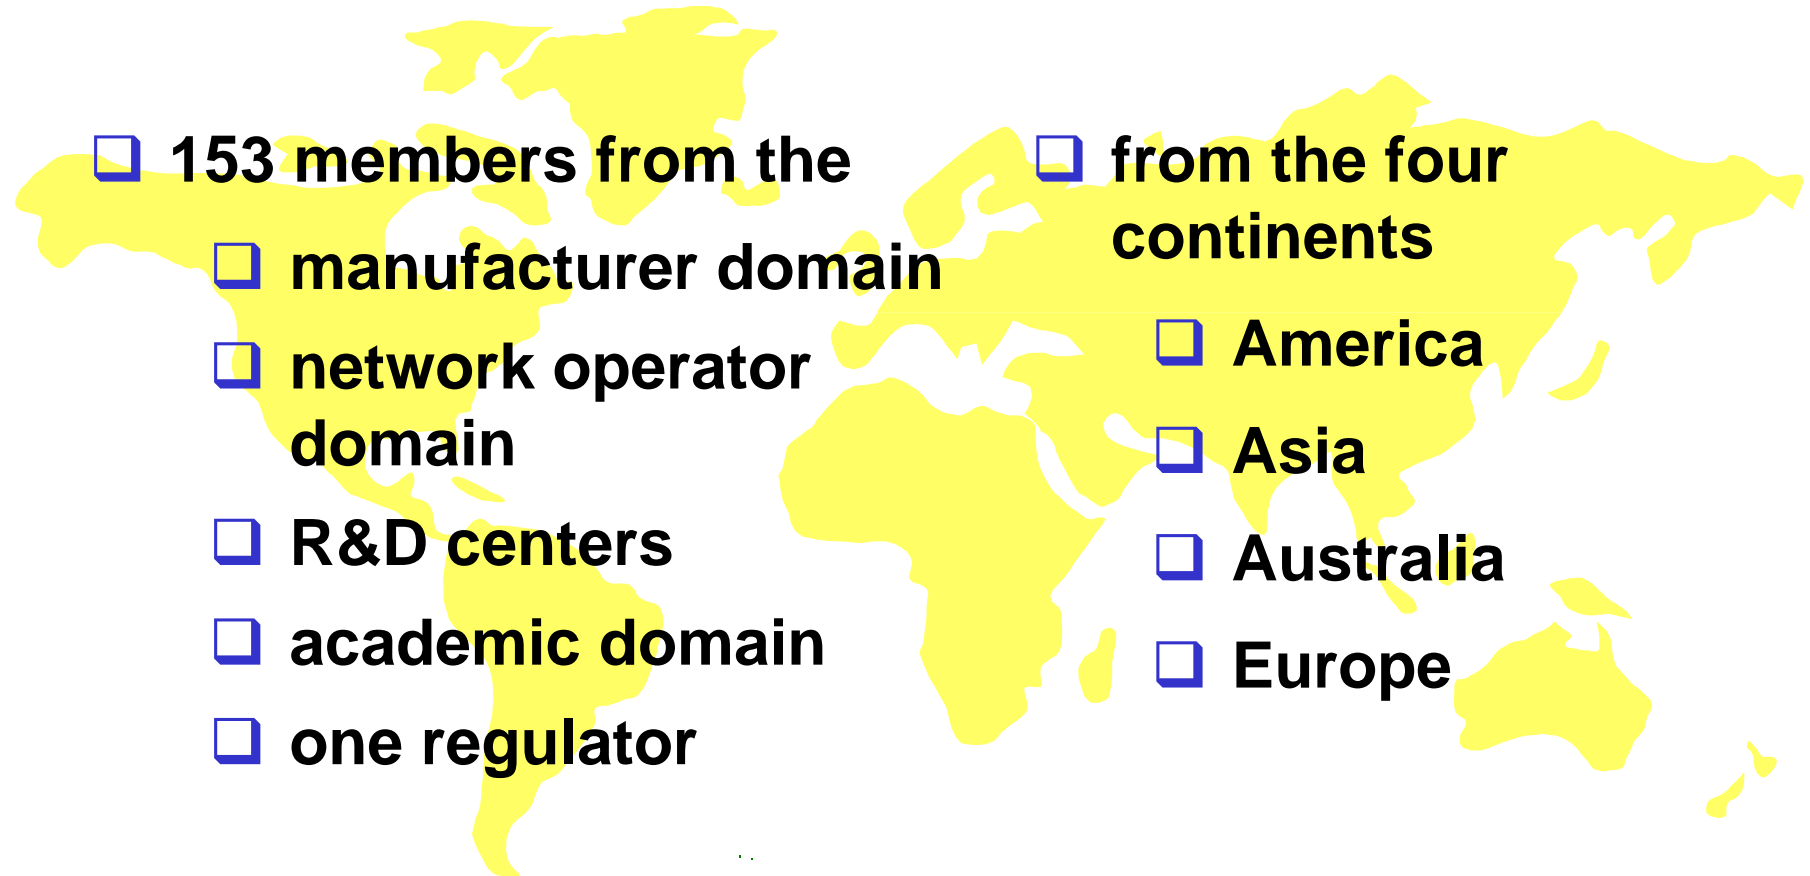 153 members from the
manufacturer domain
network operator
domain
R&D centers
academic domain
one regulator
from the four
continents
America
Asia
Australia
Europe